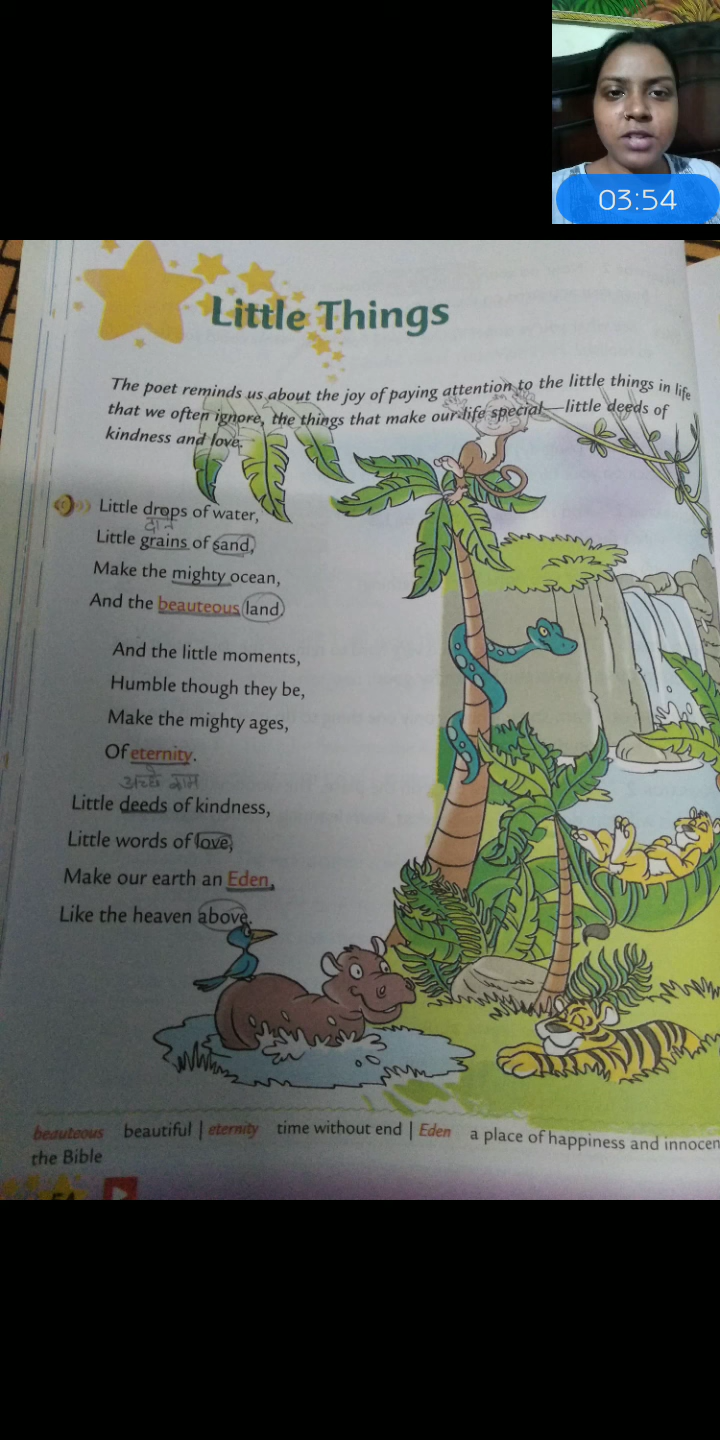 03:54
Little Things
The poet reminds us about the joy of paying attention to the little things in life
that we often ignore, the things that make our life special—little deeds of
kindness and love.
Little drops of water,
दाने
Little grains of sand,
Make the mighty ocean,
And the beauteous land
And the little moments,
Humble though they be,
Make the mighty ages,
Of eternity.
अच्छे काम
Little deeds of kindness,
Little words of love,
Make our earth an Eden,
Like the heaven above.
beauteous beautiful | eternity time without end | Eden a place of happiness and innocen
the Bible